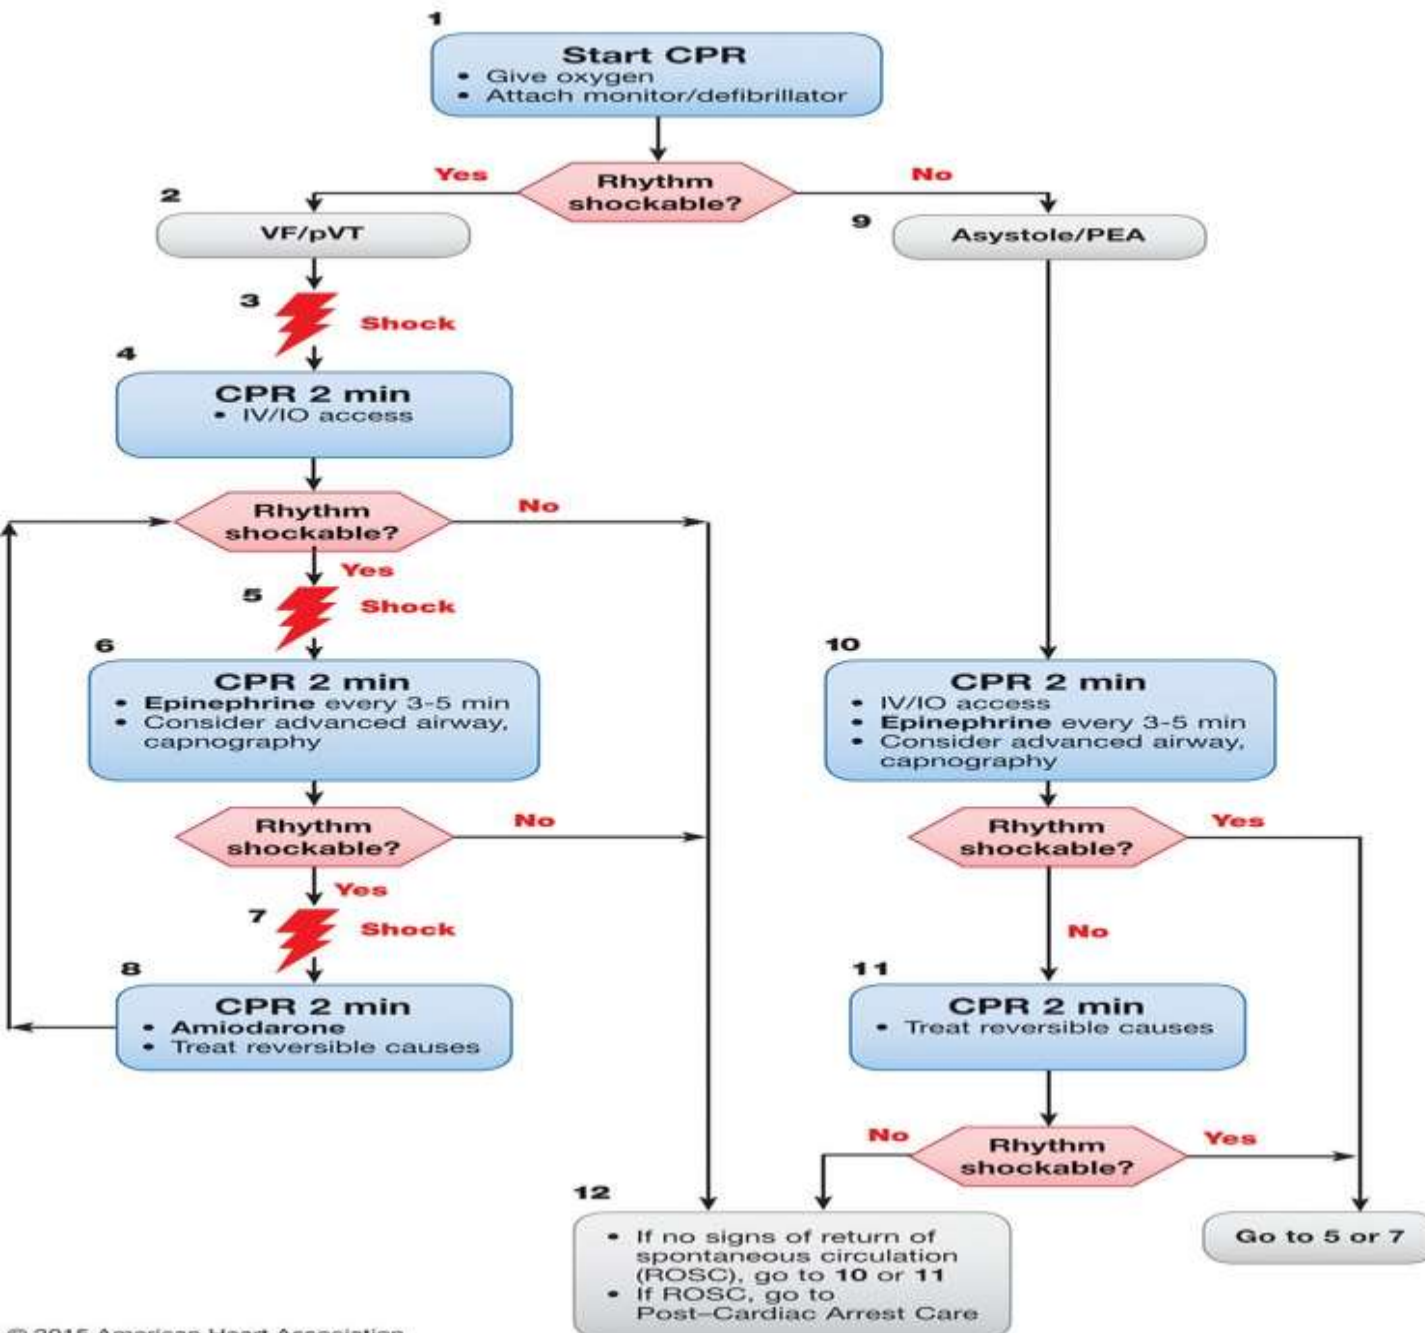 1
Start CPR
• Give oxygen
• Attach monitor/defibrillator
Rhythm
shockable?
Yes
No
2
VF/pVT
9
Asystole/PEA
3
Shock
4
CPR 2 min
• IV/IO access
Rhythm
shockable?
No
Yes
5
Shock
6
CPR 2 min
• Epinephrine every 3-5 min
• Consider advanced airway,
capnography
Rhythm
shockable?
No
Yes
7
Shock
8
CPR 2 min
• Amiodarone
• Treat reversible causes
10
CPR 2 min
• IV/IO access
• Epinephrine every 3-5 min
• Consider advanced airway,
capnography
Rhythm
shockable?
Yes
No
11
CPR 2 min
• Treat reversible causes
Rhythm
shockable?
No
Yes
12
• If no signs of return of
spontaneous circulation
(ROSC), go to 10 or 11
• If ROSC, go to
Post–Cardiac Arrest Care
Go to 5 or 7
© 2015 American Heart Association